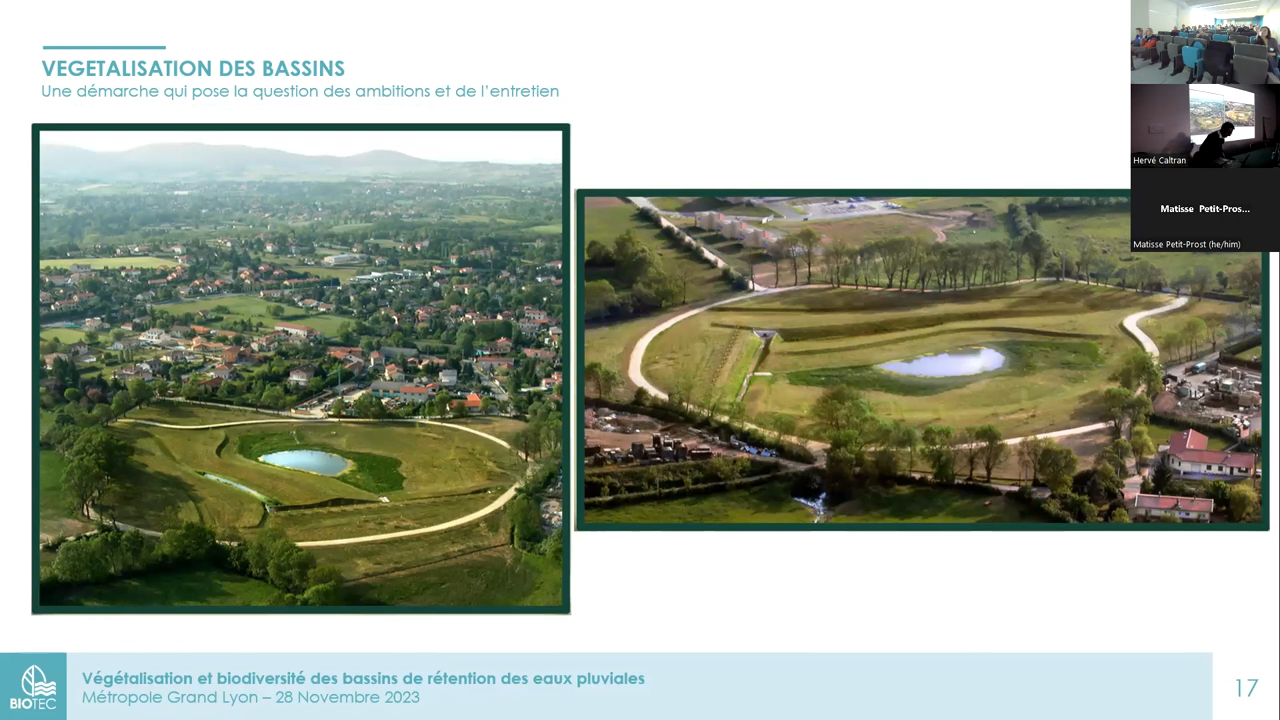 VEGETALISATION DES BASSINS
Une démarche qui pose la question des ambitions et de l'entretien
Hervé Caltran
Matisse Petit-Pros...
Matisse Petit-Prost (he/him)
BIOTEC
Végétalisation et biodiversité des bassins de rétention des eaux pluviales
Métropole Grand Lyon – 28 Novembre 2023
17